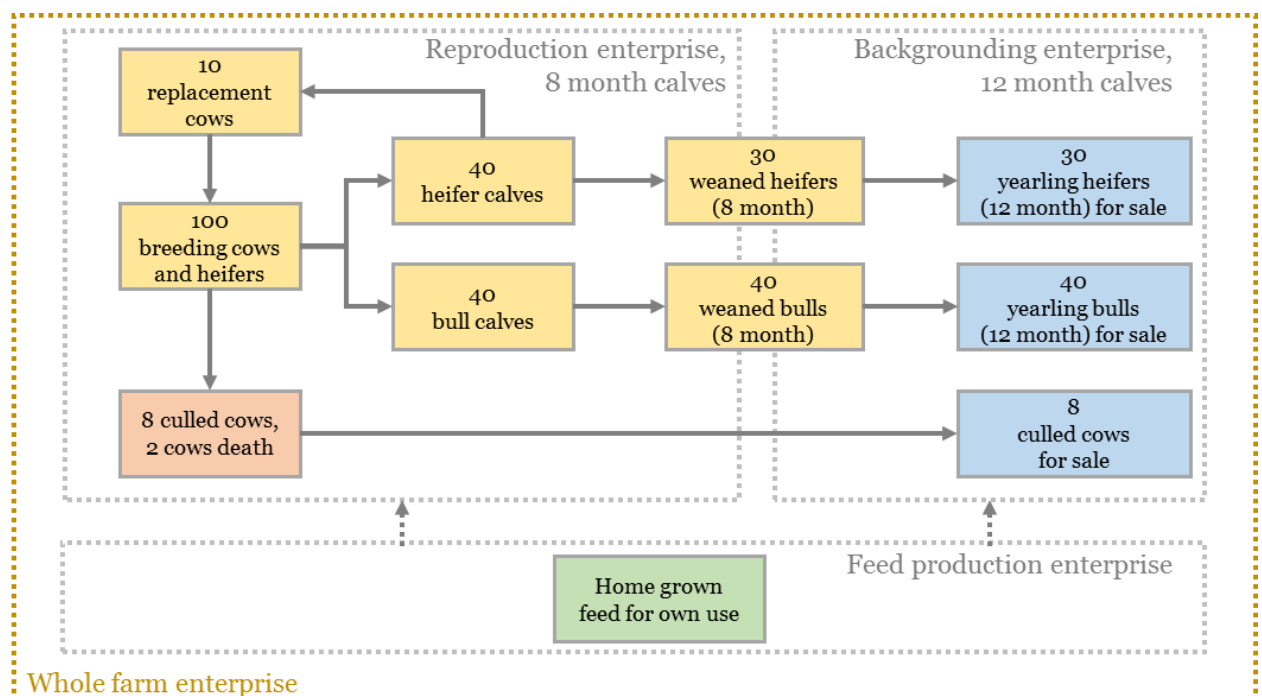 Reproduction enterprise,
8 month calves
Backgrounding enterprise,
12 month calves
10
replacement
cows
40
heifer calves
30
weaned heifers
(8 month)
30
yearling heifers
(12 month) for sale
100
breeding cows
and heifers
40
bull calves
40
weaned bulls
(8 month)
40
yearling bulls
(12 month) for sale
8 culled cows,
2 cows death
8
culled cows
for sale
Feed production enterprise
Home grown
feed for own use
Whole farm enterprise